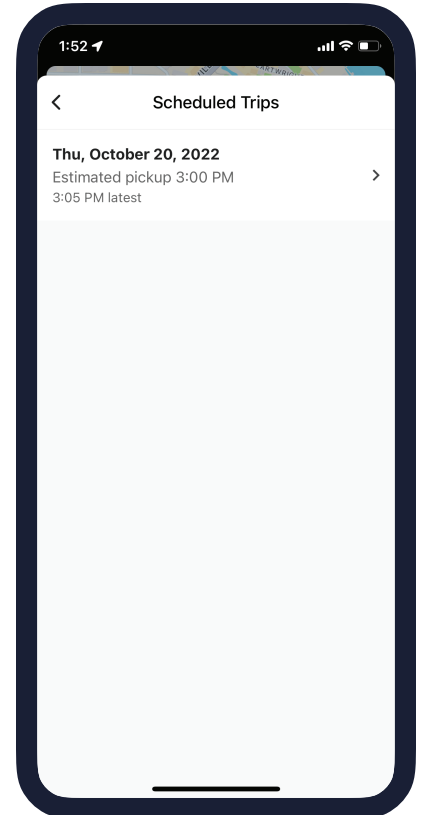 1:52
Scheduled Trips
Thu, October 20, 2022
Estimated pickup 3:00 PM
3:05 PM latest